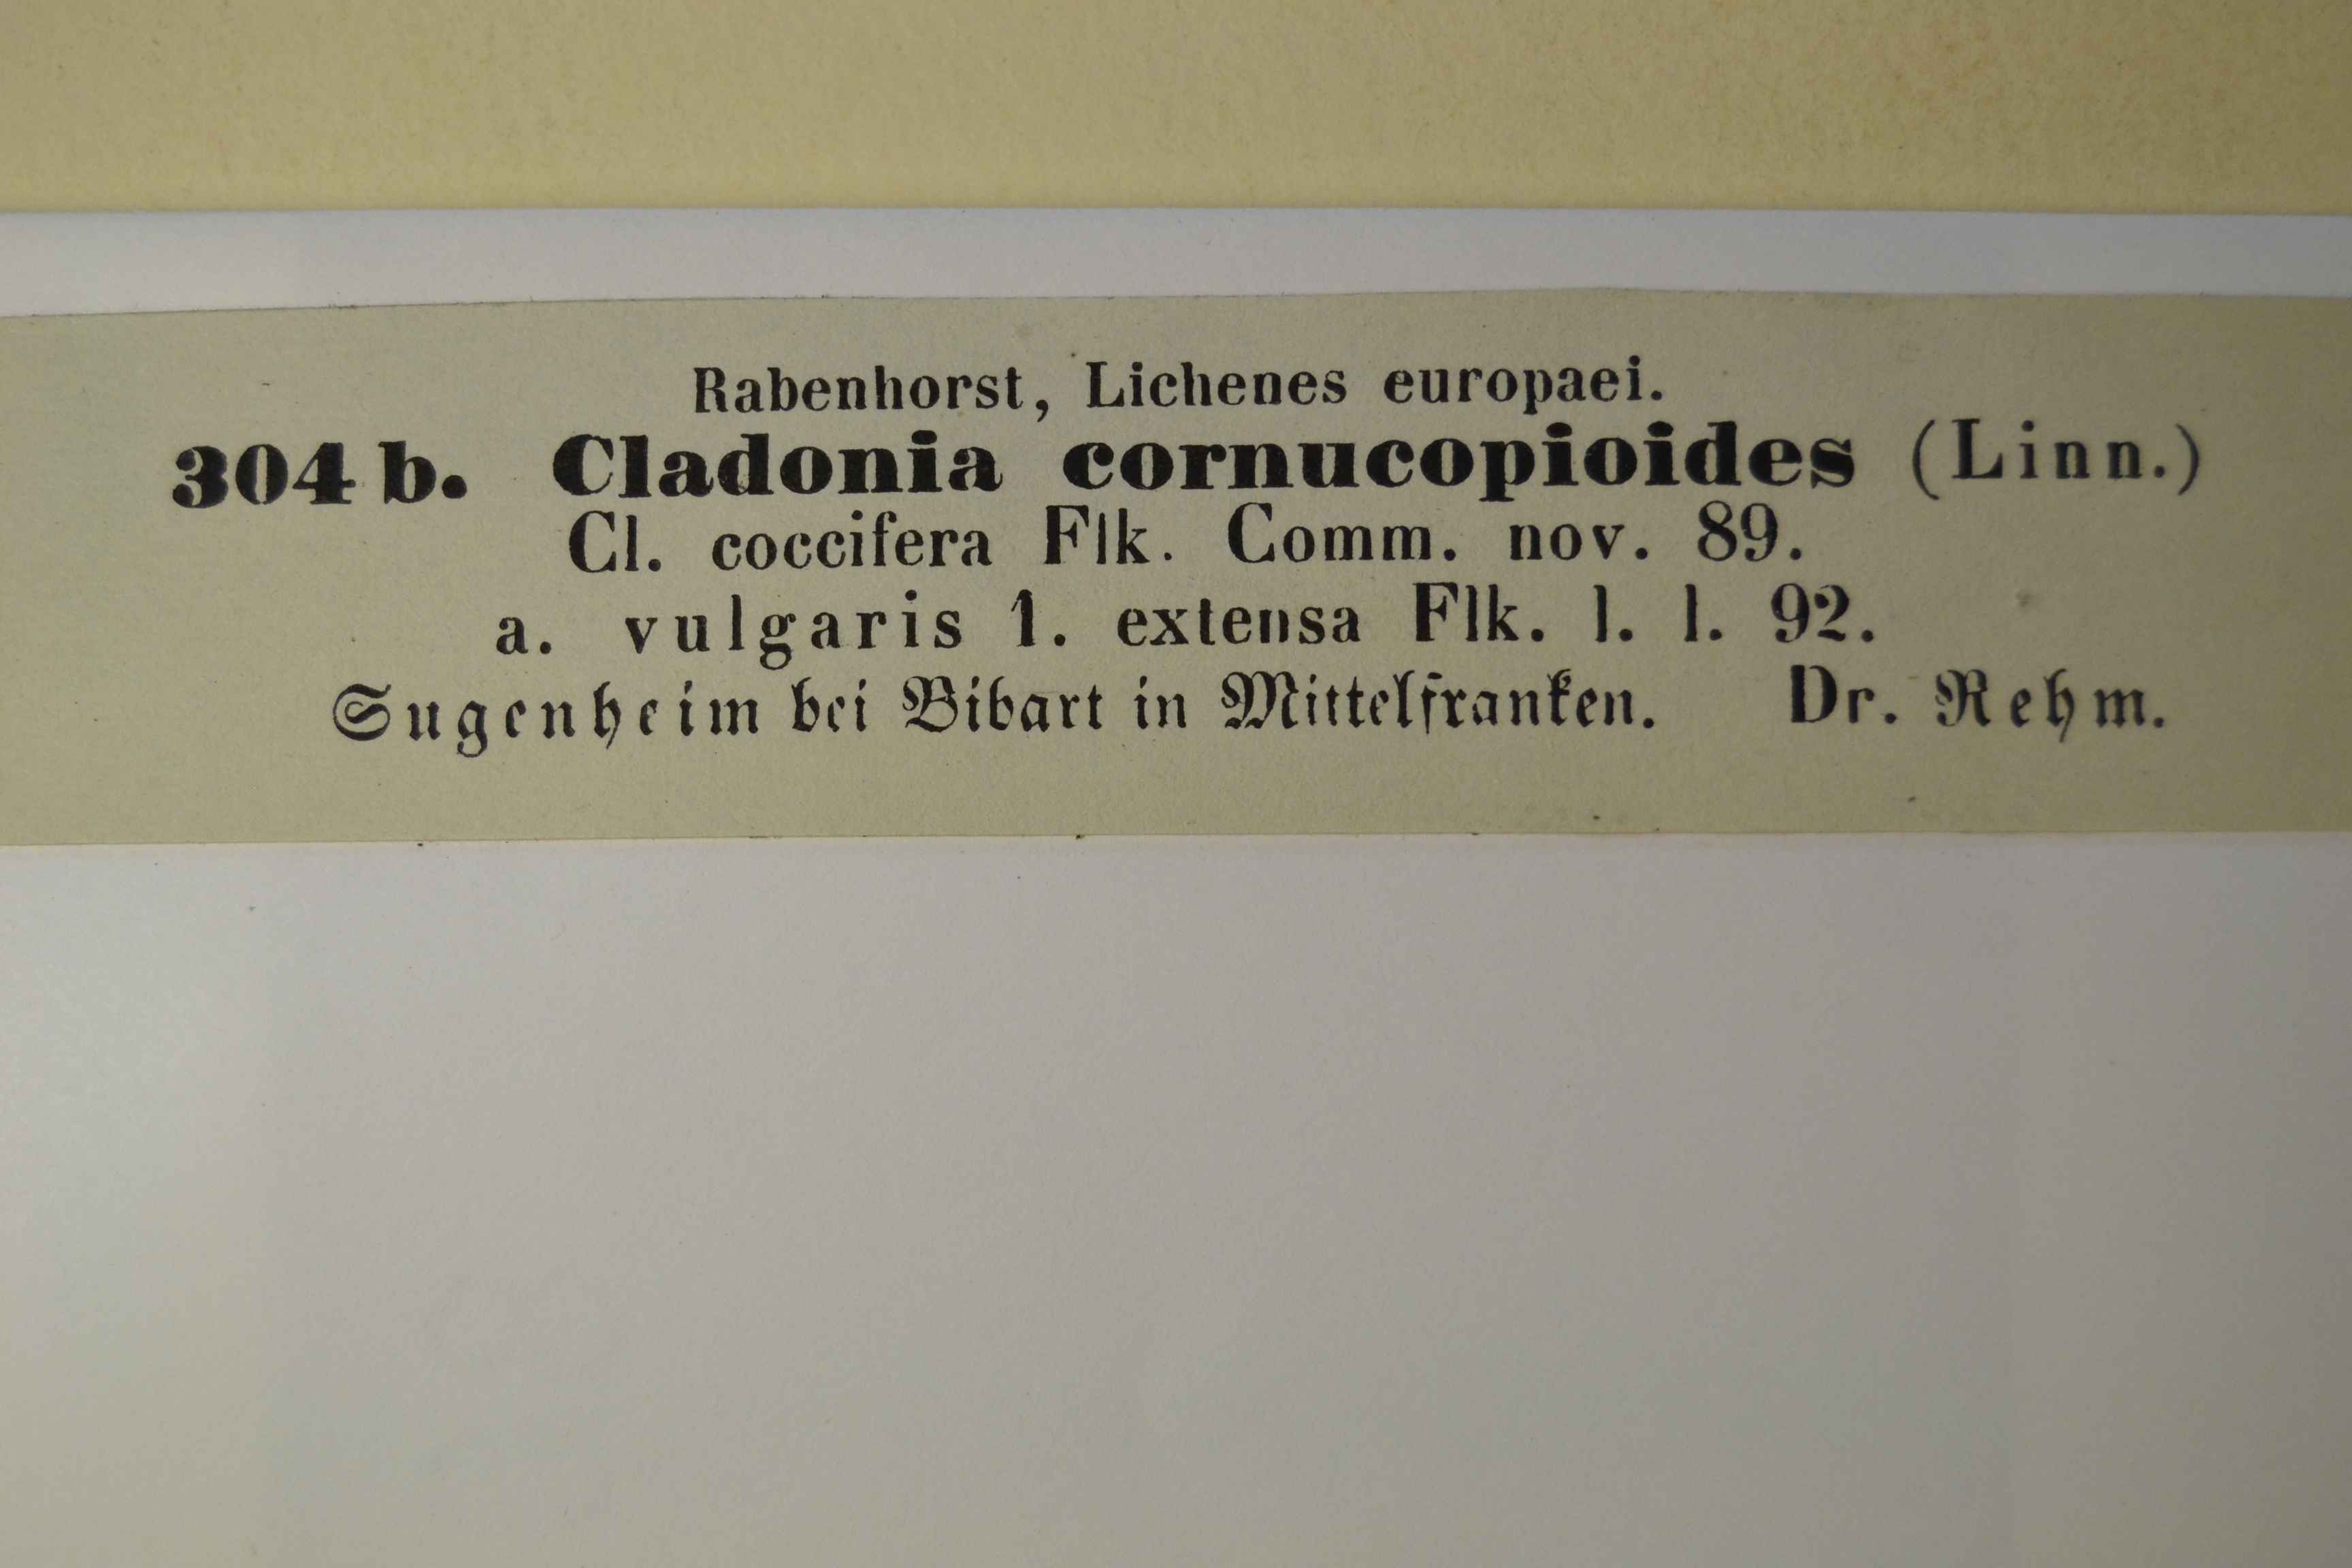 Rabenhorst, Lichenes europaei.
304 b. Cladonia cornucopioides (Linn.)
Cl. coccifera Flk. Comm. nov. 89.
a. vulgaris 1. extensa Flk. l. l. 92.
Sugenheim bei Bibart in Mittelfranken. Dr. Rehm.